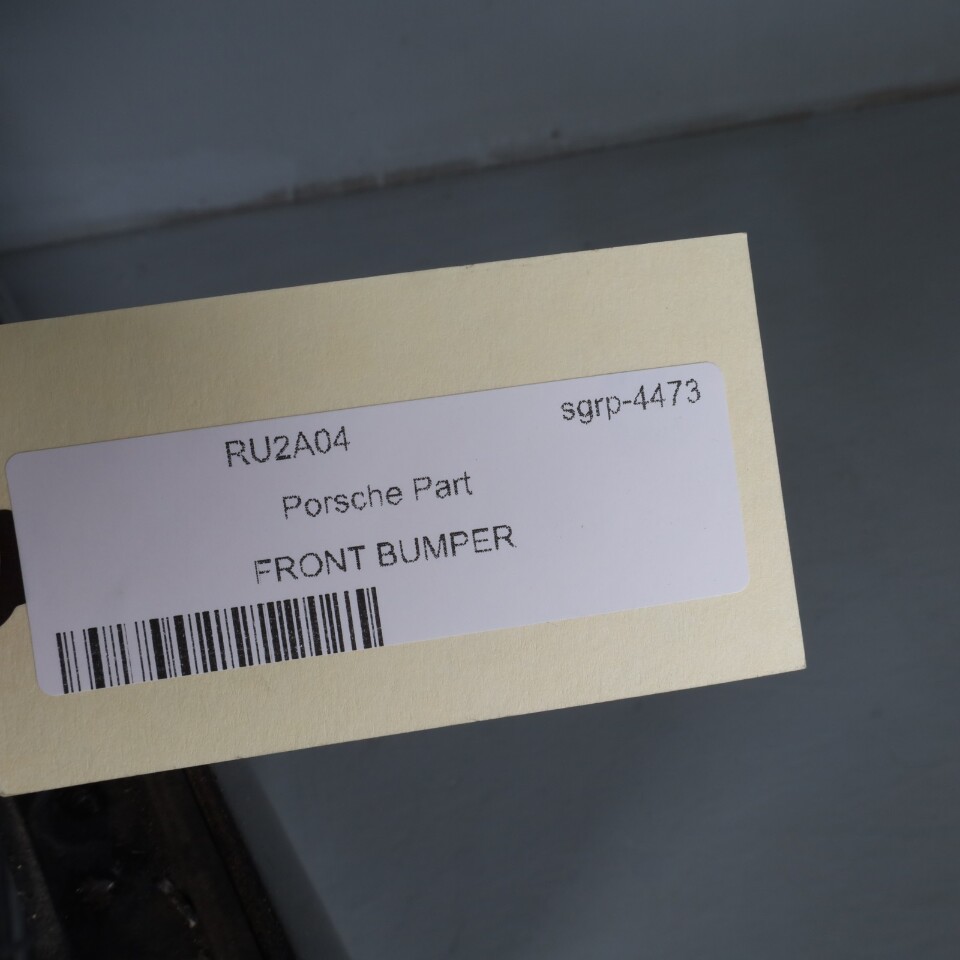 RU2A04 sgrp-4473
Porsche Part
FRONT BUMPER